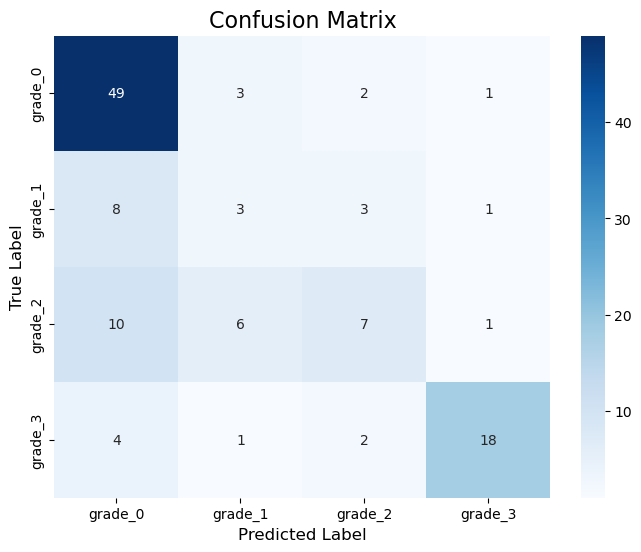 Confusion Matrix
True Label
grade_0
49
3
2
1
grade_1
8
3
3
1
grade_2
10
6
7
1
grade_3
4
1
2
18
grade_0
grade_1
grade_2
grade_3
Predicted Label
40
30
20
10